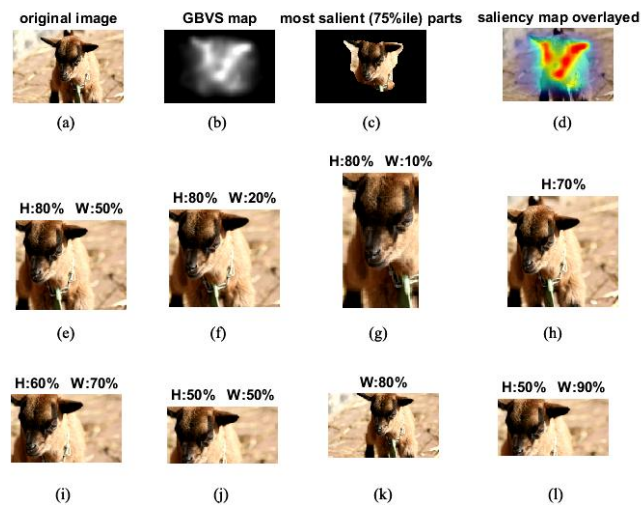 original image GBVS map most salient (75%ile) parts saliency map overlayed
(a) (b) (c) (d)
H:80% W:50% H:80% W:20% H:80% W:10% H:70%
(e) (f) (g) (h)
H:60% W:70% H:50% W:50% W:80% H:50% W:90%
(i) (j) (k) (l)